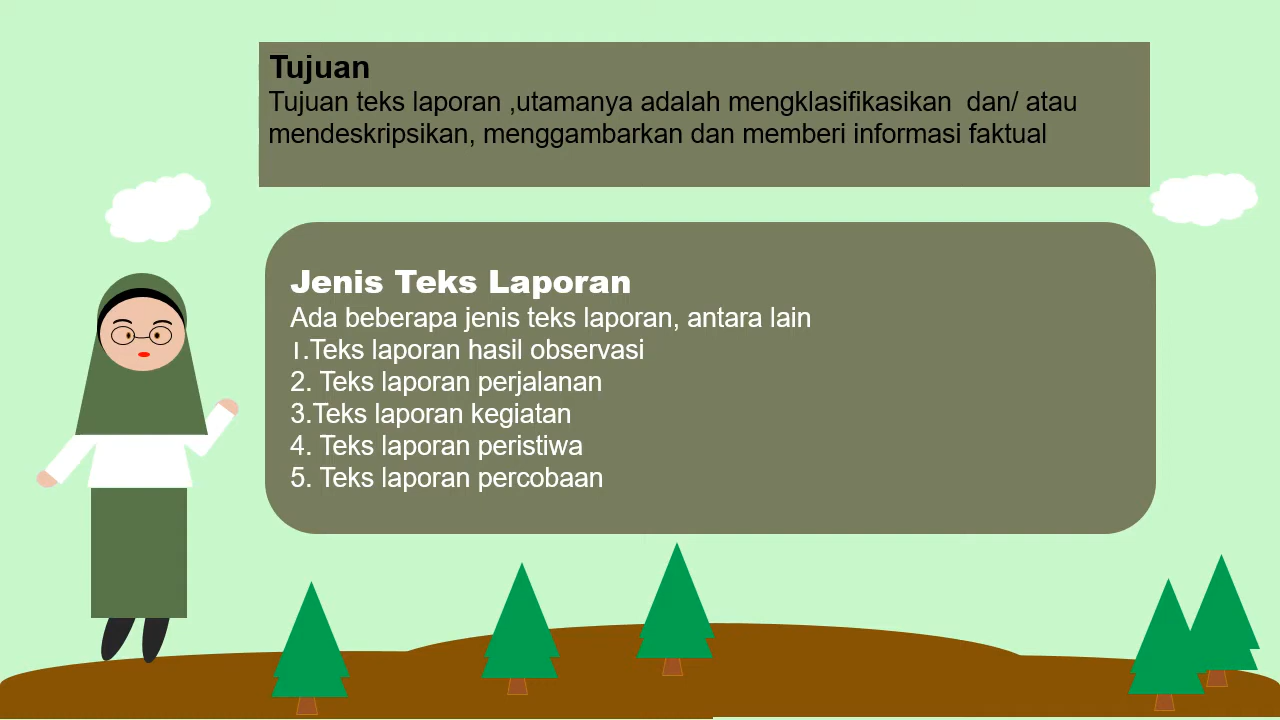 Tujuan
Tujuan teks laporan ,utamanya adalah mengklasifikasikan  dan/ atau
mendeskripsikan, menggambarkan dan memberi informasi faktual
Jenis Teks Laporan
Ada beberapa jenis teks laporan, antara lain
1.Teks laporan hasil observasi
2. Teks laporan perjalanan
3.Teks laporan kegiatan
4. Teks laporan peristiwa
5. Teks laporan percobaan